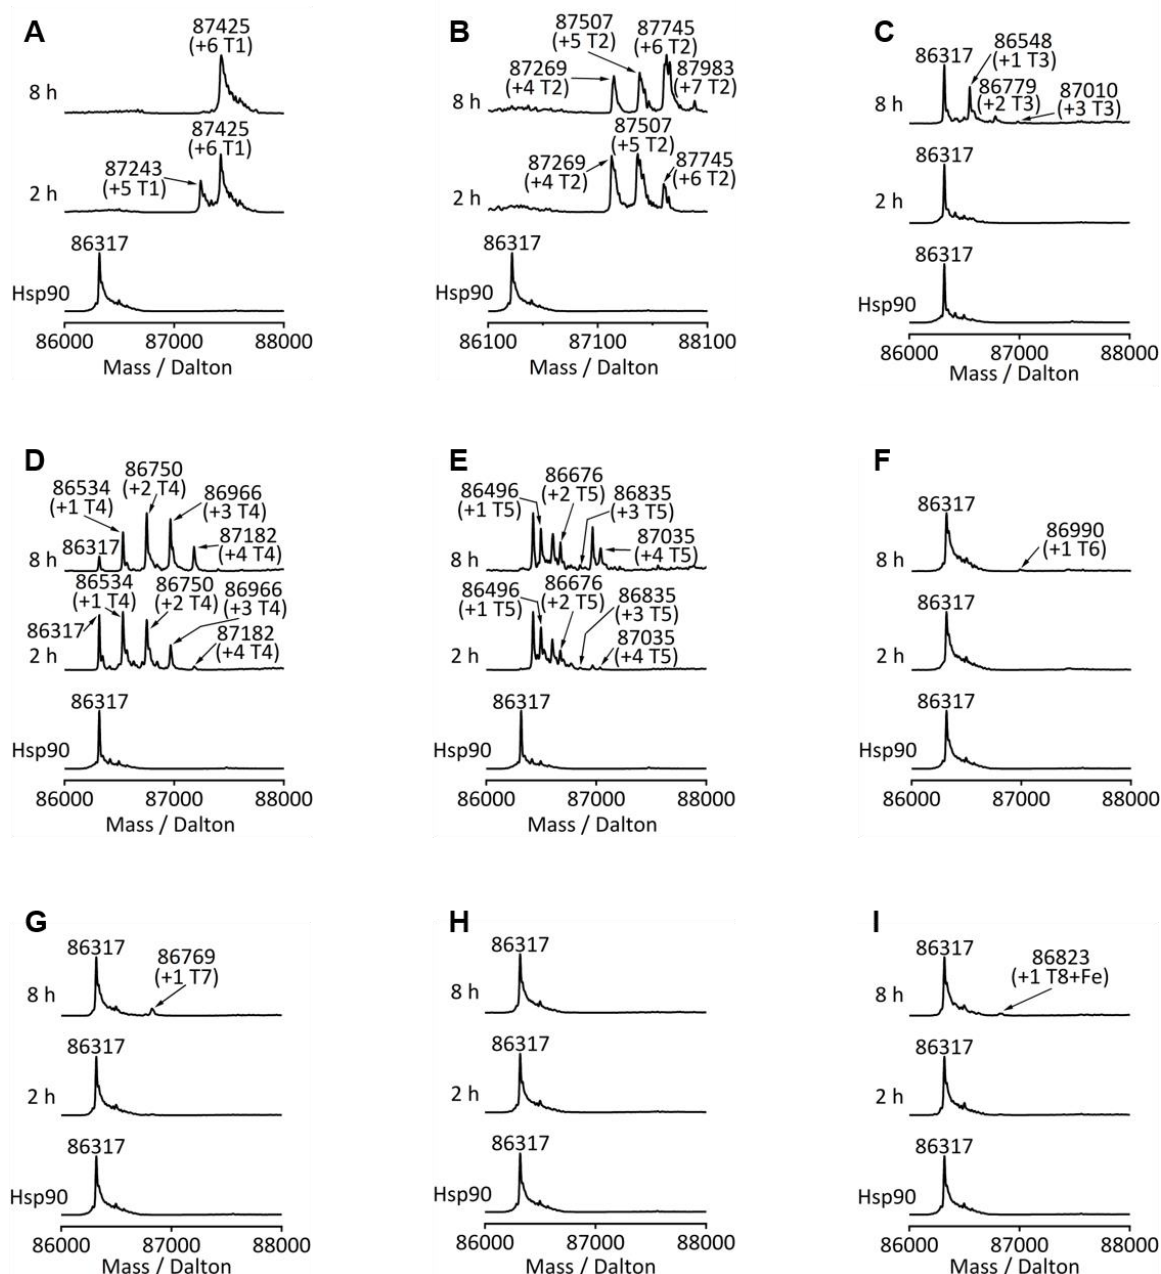 A
87425
(+6 T1)
8 h
87425
(+6 T1)
87243
(+5 T1)
2 h
86317
Hsp90
86000 87000 88000
Mass / Dalton
B
87507
(+5 T2)
87745
(+6 T2)
87269
(+4 T2)
87983
(+7 T2)
8 h
87507
(+5 T2)
87269
(+4 T2)
87745
(+6 T2)
2 h
86317
Hsp90
86100 87100 88100
Mass / Dalton
C
86317
86548
(+1 T3)
86779
(+2 T3)
87010
(+3 T3)
8 h
86317
2 h
86317
Hsp90
86000 87000 88000
Mass / Dalton
D
86750
(+2 T4)
86534
(+1 T4)
86966
(+3 T4)
86317
87182
(+4 T4)
8 h
86534
(+1 T4)
86750
(+2 T4)
86966
(+3 T4)
86317
87182
(+4 T4)
2 h
86317
Hsp90
86000 87000 88000
Mass / Dalton
E
86676
(+2 T5)
86496
(+1 T5)
86835
(+3 T5)
87035
(+4 T5)
8 h
86496
(+1 T5)
86676
(+2 T5)
86835
(+3 T5)
87035
(+4 T5)
2 h
86317
Hsp90
86000 87000 88000
Mass / Dalton
F
86317
86990
(+1 T6)
8 h
86317
2 h
86317
Hsp90
86000 87000 88000
Mass / Dalton
G
86317
86769
(+1 T7)
8 h
86317
2 h
86317
Hsp90
86000 87000 88000
Mass / Dalton
H
86317
8 h
86317
2 h
86317
Hsp90
86000 87000 88000
Mass / Dalton
I
86317
86823
(+1 T8+Fe)
8 h
86317
2 h
86317
Hsp90
86000 87000 88000
Mass / Dalton